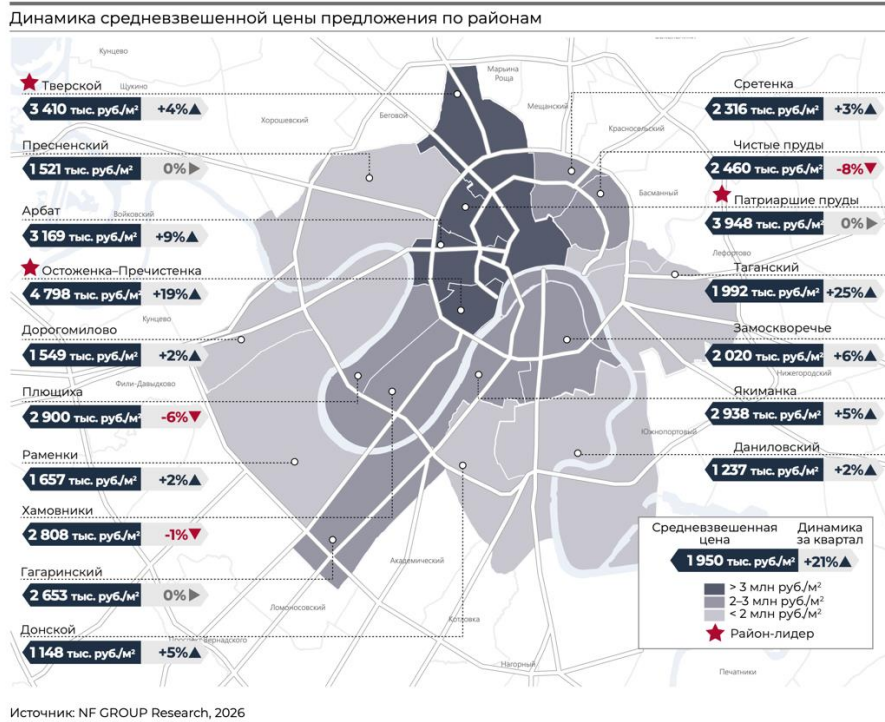 Динамика средневзвешенной цены предложения по районам
Тверской
3 410 тыс. руб./м² +4%
Пресненский
1 521 тыс. руб./м² 0%
Арбат
3 169 тыс. руб./м² +9%
Остоженка–Пречистенка
4 798 тыс. руб./м² +19%
Дорогомилово
1 549 тыс. руб./м² +2%
Плющиха
2 900 тыс. руб./м² -6%
Раменки
1 657 тыс. руб./м² +2%
Хамовники
2 808 тыс. руб./м² -1%
Гагаринский
2 653 тыс. руб./м² 0%
Донской
1 148 тыс. руб./м² +5%
Сретенка
2 316 тыс. руб./м² +3%
Чистые пруды
2 460 тыс. руб./м² -8%
Патриаршие пруды
3 948 тыс. руб./м² 0%
Таганский
1 992 тыс. руб./м² +25%
Замоскворечье
2 020 тыс. руб./м² +6%
Якиманка
2 938 тыс. руб./м² +5%
Даниловский
1 237 тыс. руб./м² +2%
Кунцево
Щукино
Хорошевский
Беговой
Марьина
Роща
Мещанский
Красносельский
Басманный
Лефортово
Войковский
Кунцево
Фили-Давыдково
Нижегородский
Южнопортовый
Академический
Ломоносовский
Вернадского
Котловка
Нагорный
Печатники
Средневзвешенная
цена
Динамика
за квартал
1 950 тыс. руб./м² +21%
> 3 млн руб./м²
2–3 млн руб./м²
< 2 млн руб./м²
Район-лидер
Источник: NF GROUP Research, 2026